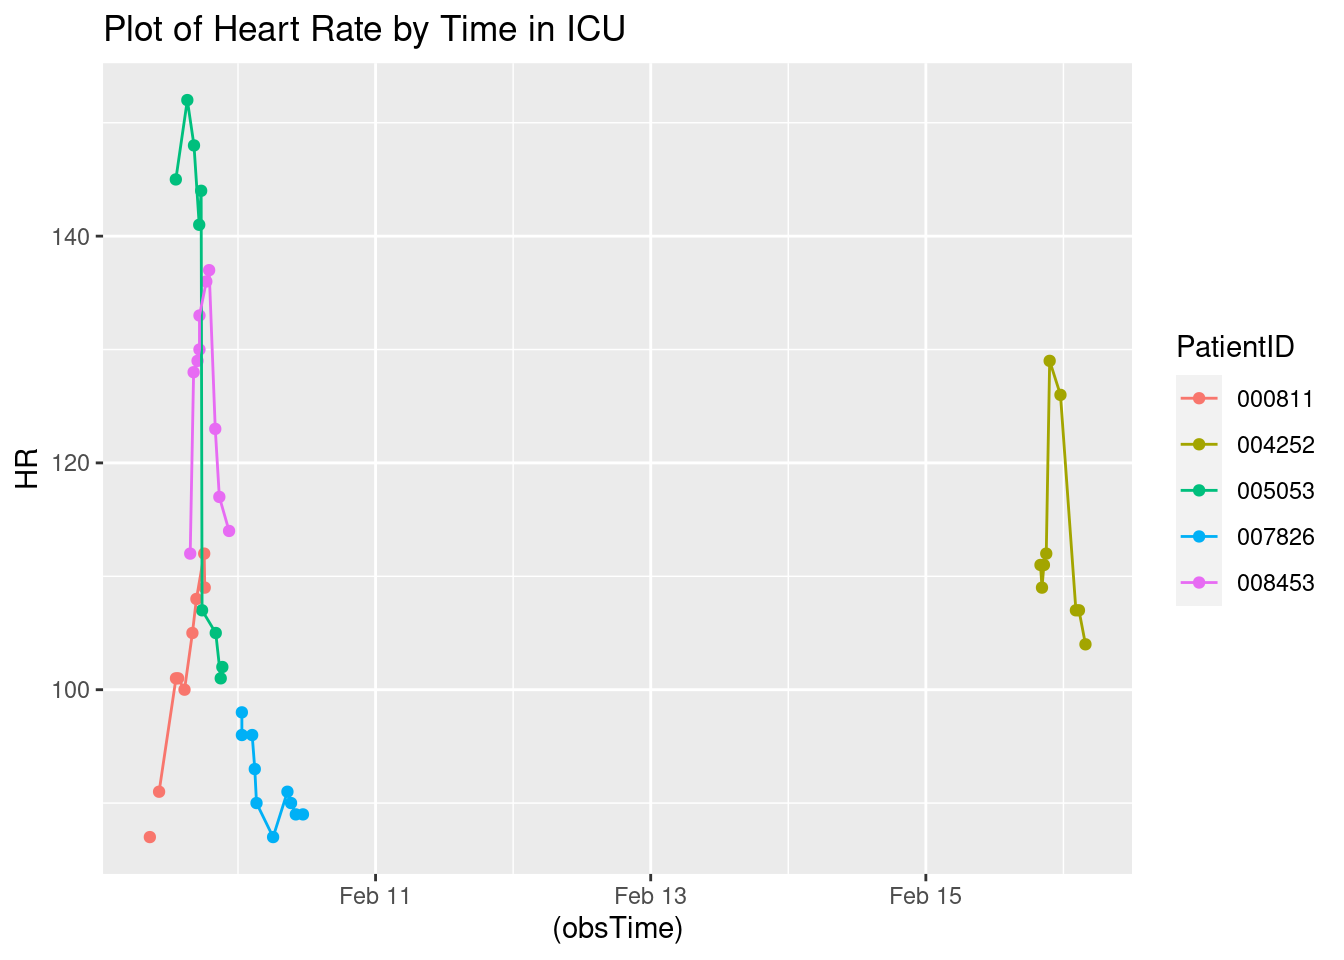 Plot of Heart Rate by Time in ICU
140
120
100
HR
Feb 11
Feb 13
Feb 15
(obsTime)
PatientID
000811
004252
005053
007826
008453